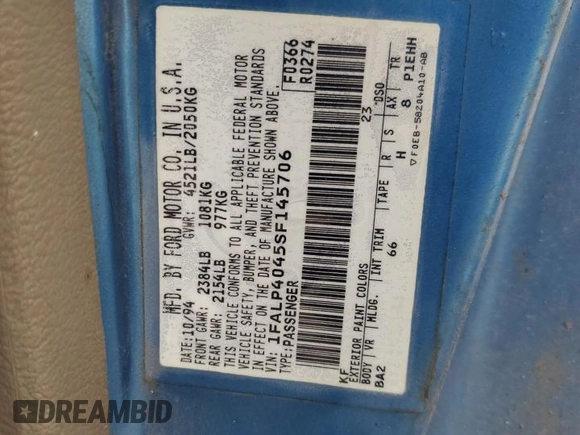 MFD. BY FORD MOTOR CO. IN U.S.A.
DATE: 10/94 GVWR: 4521LB/2050KG
FRONT GAWR: 2384LB 1081KG
REAR GAWR: 2154LB 977KG
THIS VEHICLE CONFORMS TO ALL APPLICABLE FEDERAL MOTOR
VEHICLE SAFETY, BUMPER, AND THEFT PREVENTION STANDARDS
IN EFFECT ON THE DATE OF MANUFACTURE SHOWN ABOVE.
VIN: 1FALP4045SF145706
TYPE: PASSENGER
F0366
R0274
KF 23
EXTERIOR PAINT COLORS DSO
BODY VR MLDG. INT TRIM TAPE R S AX TR
BA2 66 H 8 P1EHH
▽F0EB-58204A10-AB
DREAMBID